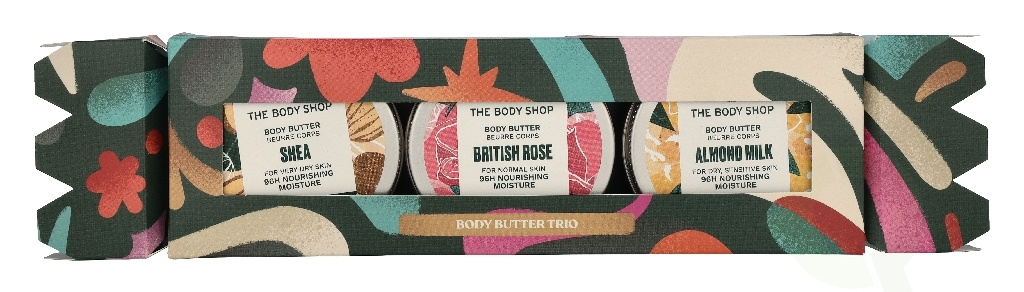 THE BODY SHOP
BODY BUTTER
BEURRE CORPS
SHEA
FOR VERY DRY SKIN
96H NOURISHING
MOISTURE
THE BODY SHOP
BODY BUTTER
BEURRE CORPS
BRITISH ROSE
FOR NORMAL SKIN
96H NOURISHING
MOISTURE
THE BODY SHOP
BODY BUTTER
BEURRE CORPS
ALMOND MILK
FOR DRY, SENSITIVE SKIN
96H NOURISHING
MOISTURE
BODY BUTTER TRIO